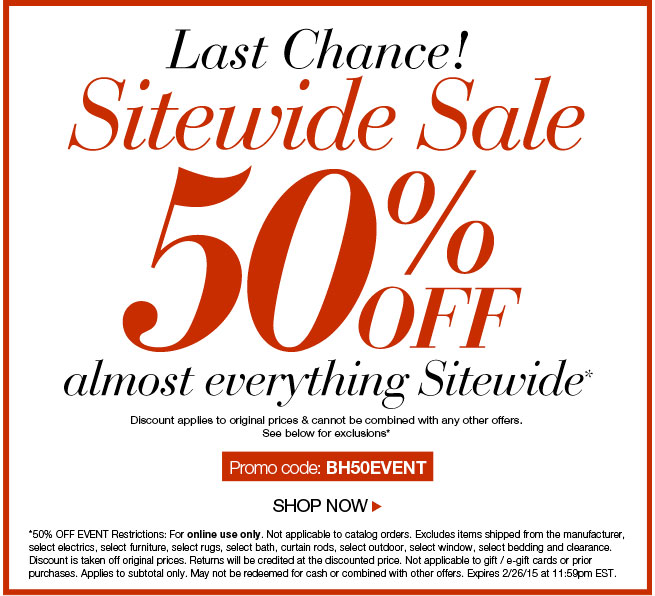 Last Chance!
Sitewide Sale
50% OFF
almost everything Sitewide*
Discount applies to original prices & cannot be combined with any other offers.
See below for exclusions*
Promo code: BH50EVENT
SHOP NOW ▶
*50% OFF EVENT Restrictions: For online use only. Not applicable to catalog orders. Excludes items shipped from the manufacturer,
select electrics, select furniture, select rugs, select bath, curtain rods, select outdoor, select window, select bedding and clearance.
Discount is taken off original prices. Returns will be credited at the discounted price. Not applicable to gift / e-gift cards or prior
purchases. Applies to subtotal only. May not be redeemed for cash or combined with other offers. Expires 2/26/15 at 11:59pm EST.